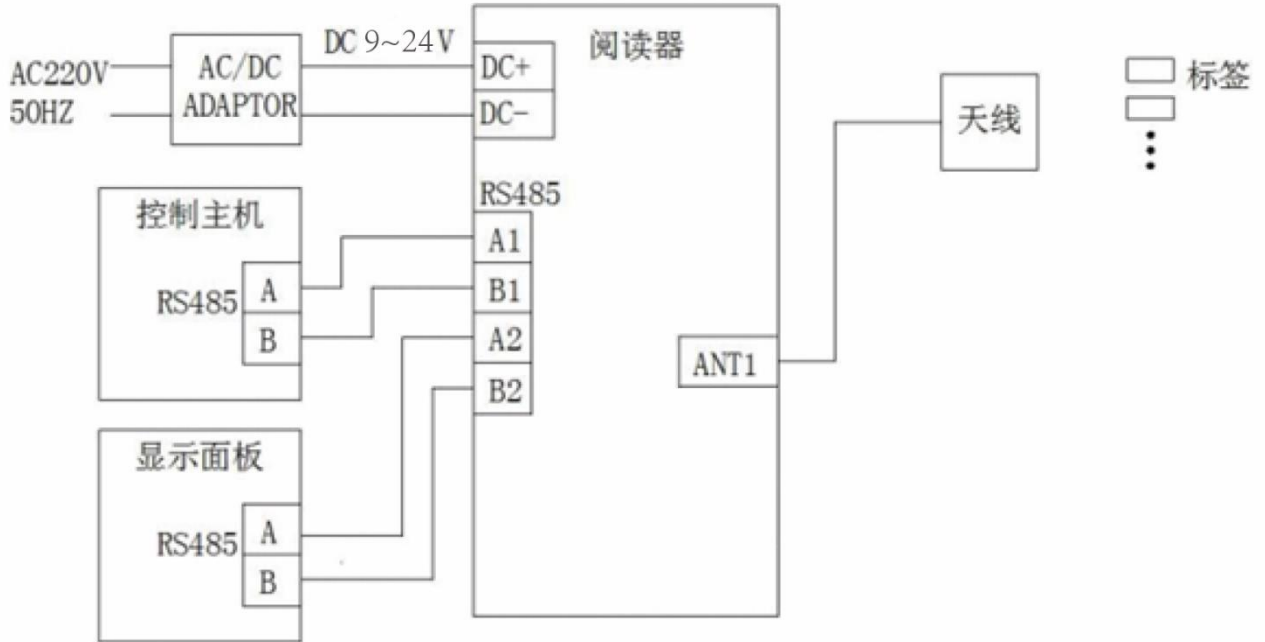 AC220V
50HZ
AC/DC
ADAPTOR
DC 9~24V
DC+
DC-
阅读器
天线
标签
控制主机
RS485
A
B
RS485
A1
B1
A2
B2
ANT1
显示面板
RS485
A
B